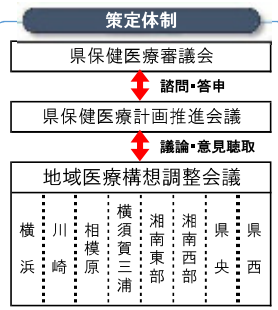 策定体制
県保健医療審議会
諮問・答申
県保健医療計画推進会議
議論・意見聴取
地域医療構想調整会議
横浜
川崎
相模原
横須賀三浦
湘南東部
湘南西部
県央
県西